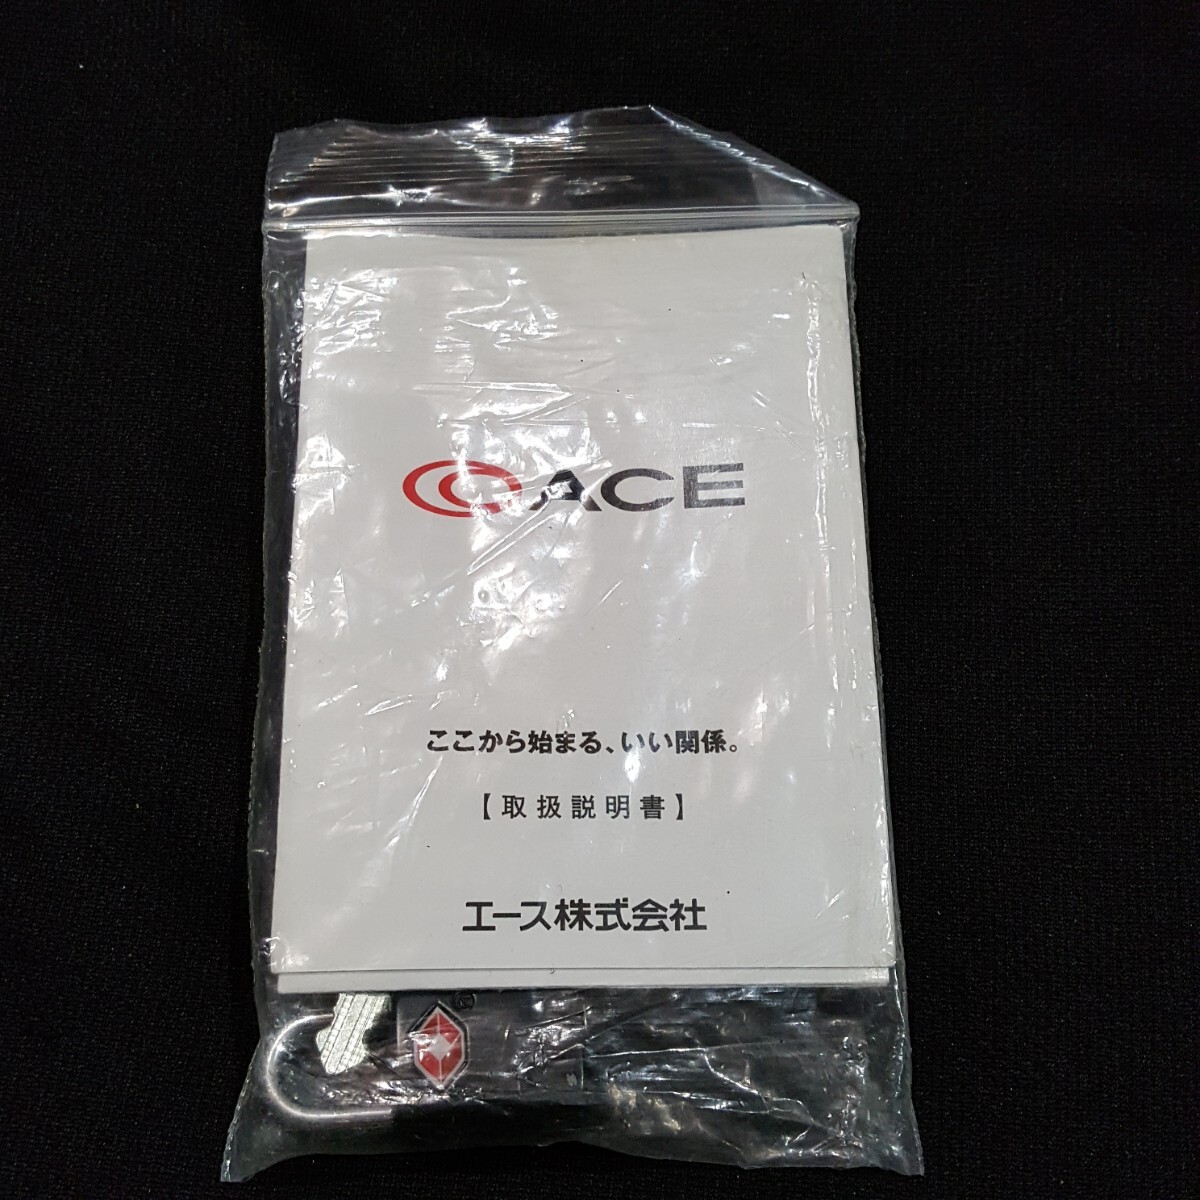 ACE
ここから始まる、いい関係。
【取扱説明書】
エース株式会社